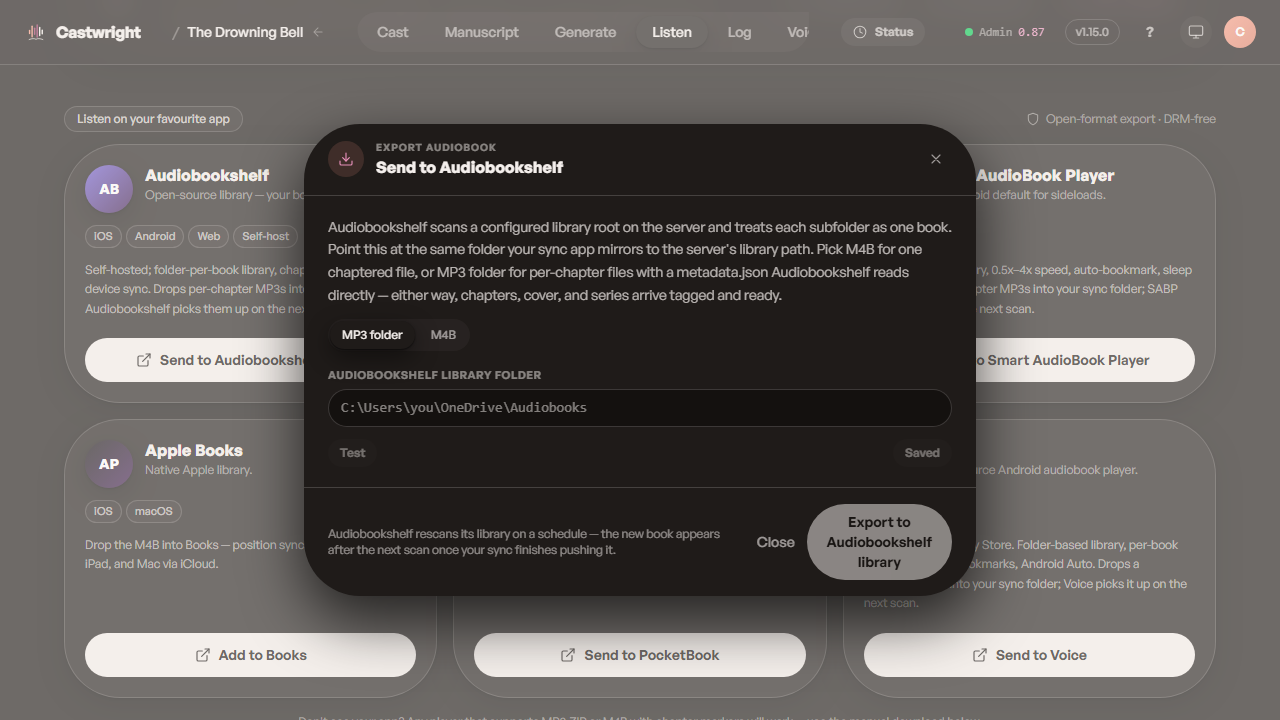 Castwright
/ The Drowning Bell
Cast
Manuscript
Generate
Listen
Log
Status
Admin 0.87
v1.15.0
?
C
Listen on your favourite app
Open-format export · DRM-free
AB
Audiobookshelf
Open-source library — your
iOS
Android
Web
Self-host
Self-hosted; folder-per-book library,
device sync. Drops per-chapter MP3s
Audiobookshelf picks them up on the
Send to
AudioBook Player
default for sideloads.
0.5x–4x speed, auto-bookmark, sleep
MP3s into your sync folder; SABP
next scan.
Smart AudioBook Player
EXPORT AUDIOBOOK
Send to Audiobookshelf
Audiobookshelf scans a configured library root on the server and treats each subfolder as one book.
Point this at the same folder your sync app mirrors to the server's library path. Pick M4B for one
chaptered file, or MP3 folder for per-chapter files with a metadata.json Audiobookshelf reads
directly — either way, chapters, cover, and series arrive tagged and ready.
MP3 folder
M4B
AUDIOBOOKSHELF LIBRARY FOLDER
C:\Users\you\OneDrive\Audiobooks
Test
Saved
Audiobookshelf rescans its library on a schedule — the new book appears
after the next scan once your sync finishes pushing it.
Close
Export to
Audiobookshelf
library
AP
Apple Books
Native Apple library.
iOS
macOS
Drop the M4B into Books — position
iPad, and Mac via iCloud.
Add to Books
Send to PocketBook
Android audiobook player.
Store. Folder-based library, per-book
Android Auto. Drops a
your sync folder; Voice picks it up on the
next scan.
Send to Voice